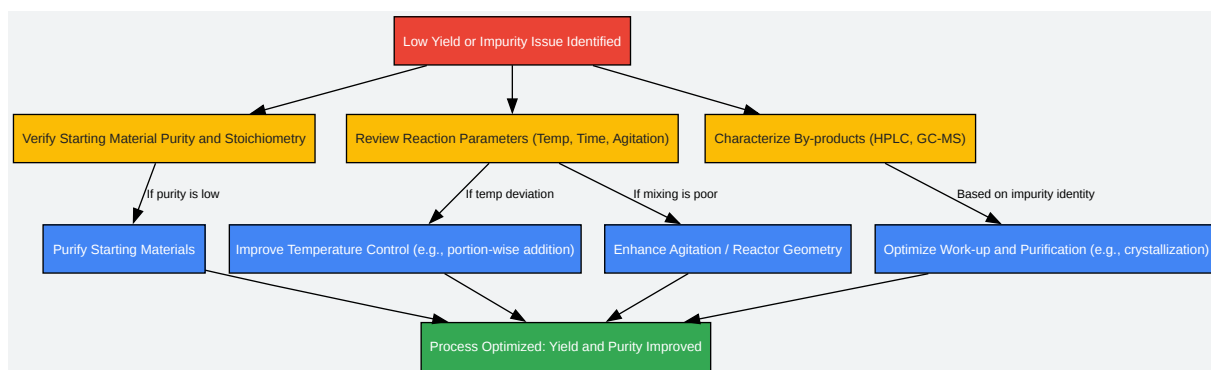 Low Yield or Impurity Issue Identified
Verify Starting Material Purity and Stoichiometry
Review Reaction Parameters (Temp, Time, Agitation)
Characterize By-products (HPLC, GC-MS)
If purity is low
If temp deviation
If mixing is poor
Based on impurity identity
Purify Starting Materials
Improve Temperature Control (e.g., portion-wise addition)
Enhance Agitation / Reactor Geometry
Optimize Work-up and Purification (e.g., crystallization)
Process Optimized: Yield and Purity Improved